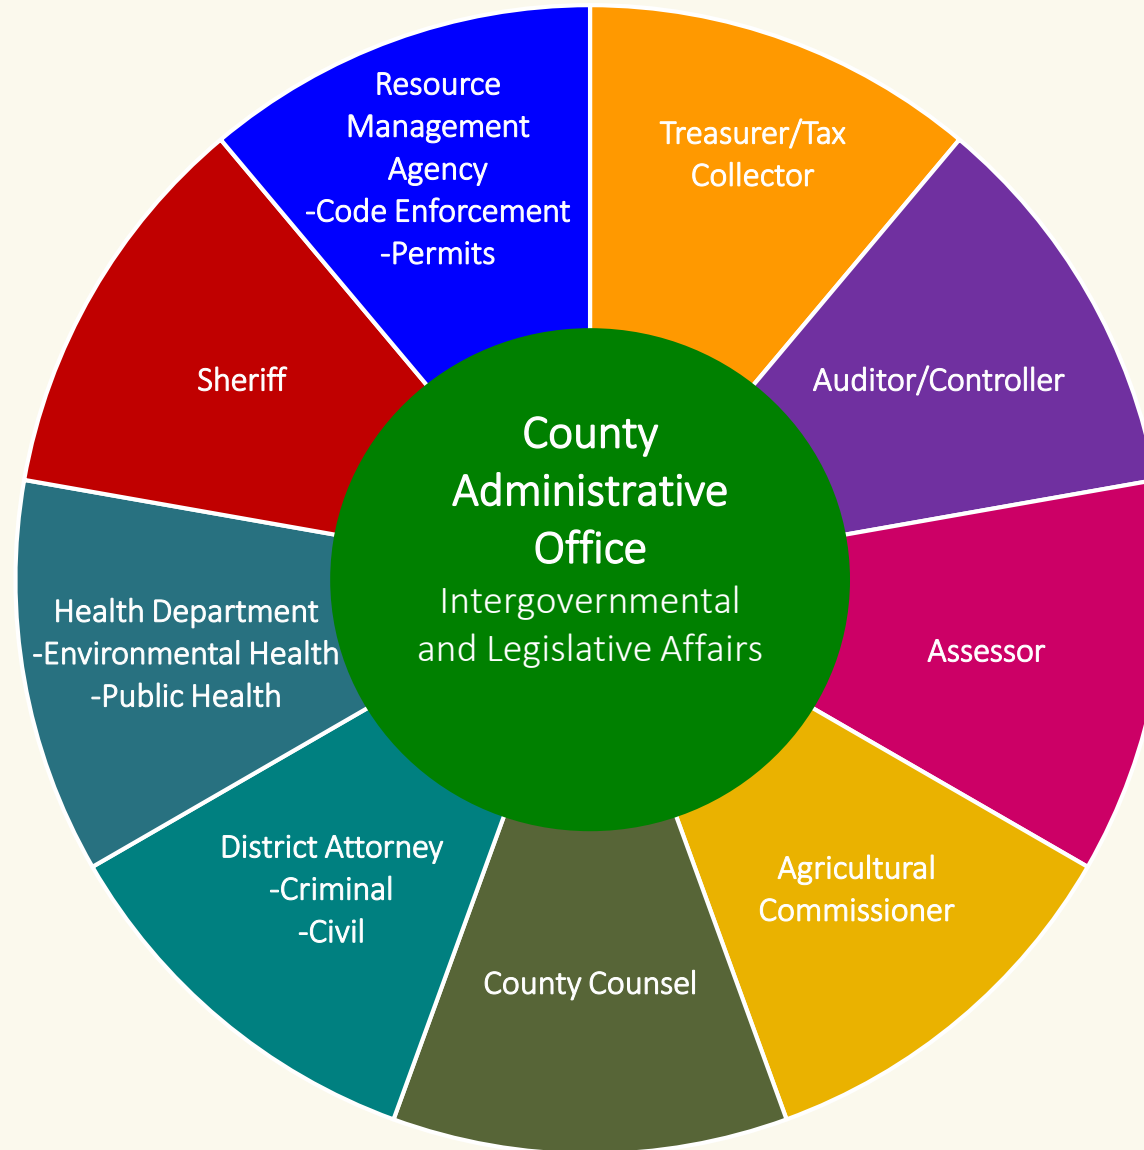 Resource
Management
Agency
-Code Enforcement
-Permits
Treasurer/Tax
Collector
Sheriff
Auditor/Controller
County
Administrative
Office
Intergovernmental
and Legislative Affairs
Health Department
-Environmental Health
-Public Health
Assessor
District Attorney
-Criminal
-Civil
Agricultural
Commissioner
County Counsel